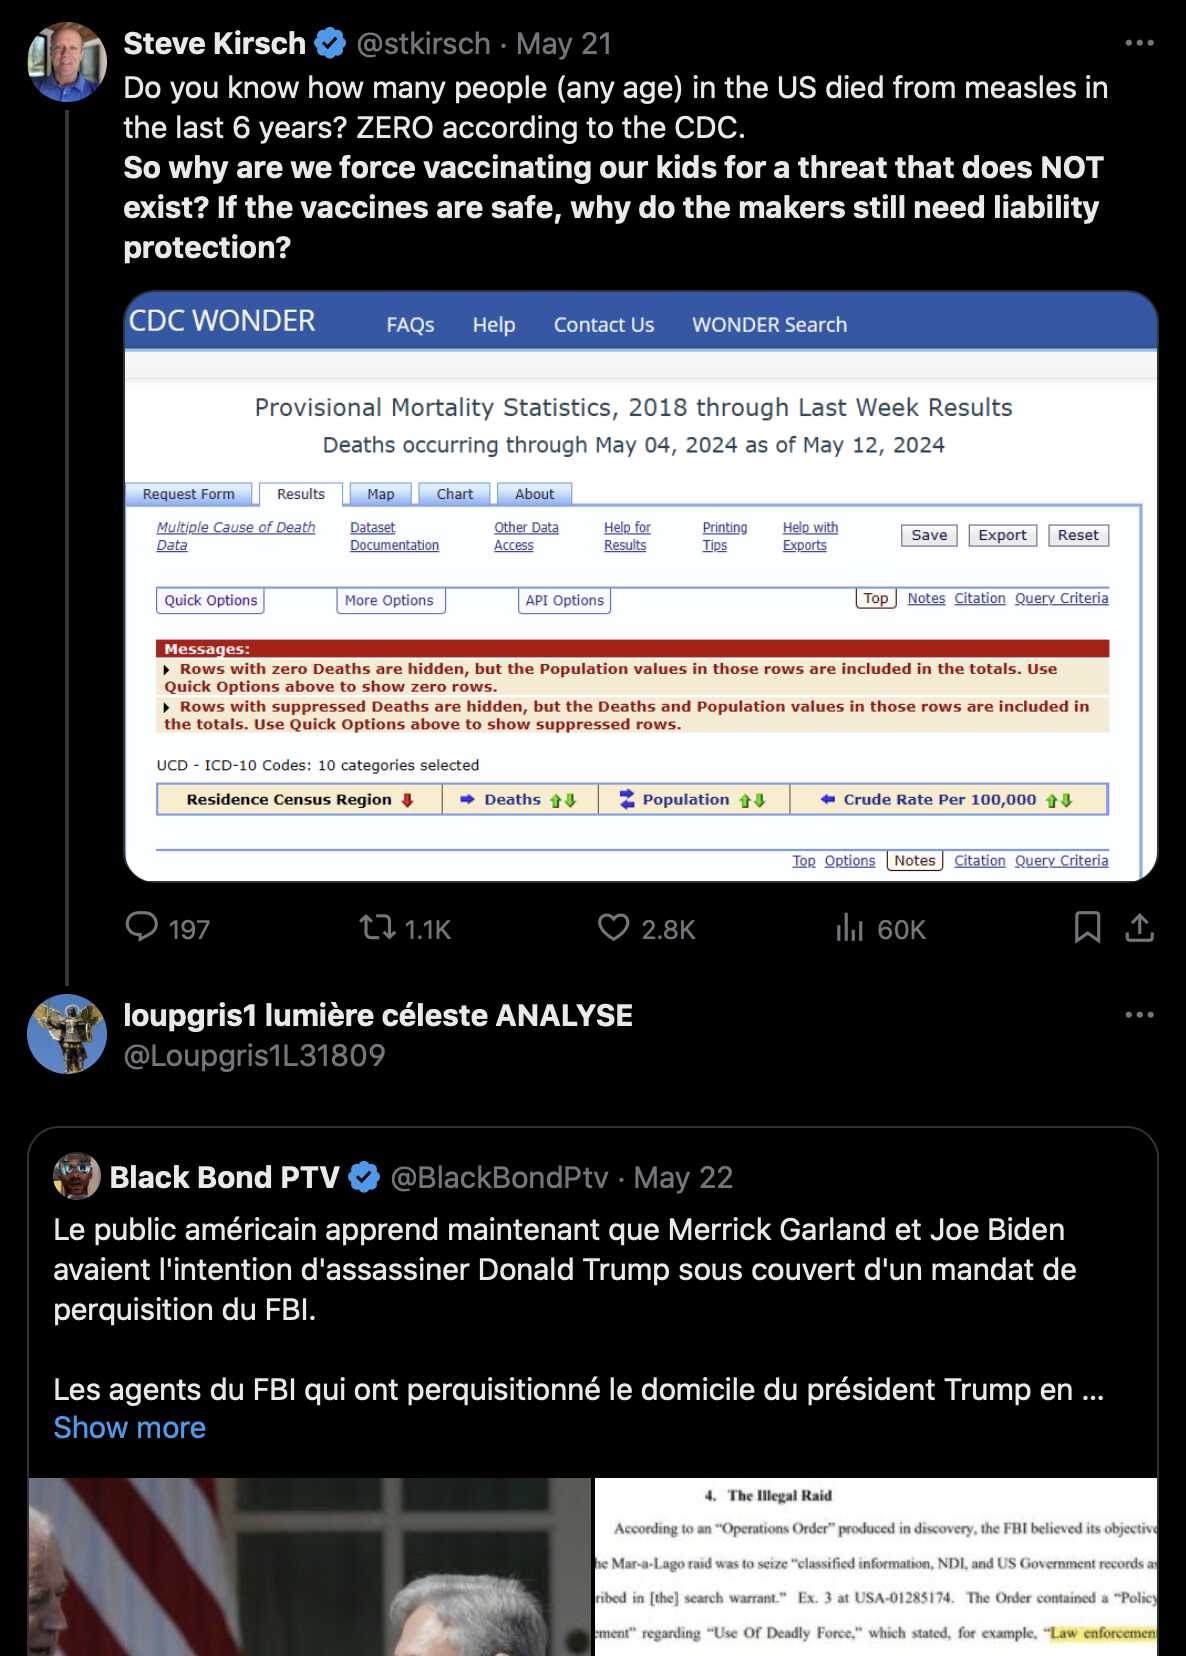 Steve Kirsch @stkirsch · May 21
Do you know how many people (any age) in the US died from measles in
the last 6 years? ZERO according to the CDC.
So why are we force vaccinating our kids for a threat that does NOT
exist? If the vaccines are safe, why do the makers still need liability
protection?
CDC WONDER FAQs Help Contact Us WONDER Search
Provisional Mortality Statistics, 2018 through Last Week Results
Deaths occurring through May 04, 2024 as of May 12, 2024
Request Form Results Map Chart About
Multiple Cause of Death Data
Dataset Documentation
Other Data Access
Help for Results
Printing Tips
Help with Exports
Save Export Reset
Quick Options More Options API Options Top Notes Citation Query Criteria
Messages:
Rows with zero Deaths are hidden, but the Population values in those rows are included in the totals. Use
Quick Options above to show zero rows.
Rows with suppressed Deaths are hidden, but the Deaths and Population values in those rows are included in
the totals. Use Quick Options above to show suppressed rows.
UCD - ICD-10 Codes: 10 categories selected
Residence Census Region Deaths Population Crude Rate Per 100,000
Top Options Notes Citation Query Criteria
197 1.1K 2.8K 60K
loupgris1 lumière céleste ANALYSE
@Loupgris1L31809
Black Bond PTV @BlackBondPtv · May 22
Le public américain apprend maintenant que Merrick Garland et Joe Biden
avaient l'intention d'assassiner Donald Trump sous couvert d'un mandat de
perquisition du FBI.
Les agents du FBI qui ont perquisitionné le domicile du président Trump en ...
Show more
4. The Illegal Raid
According to an “Operations Order” produced in discovery, the FBI believed its objective
he Mar-a-Lago raid was to seize “classified information, NDI, and US Government records as
ribed in [the] search warrant.” Ex. 3 at USA-01285174. The Order contained a “Policy
ement” regarding “Use Of Deadly Force,” which stated, for example, “Law enforcement